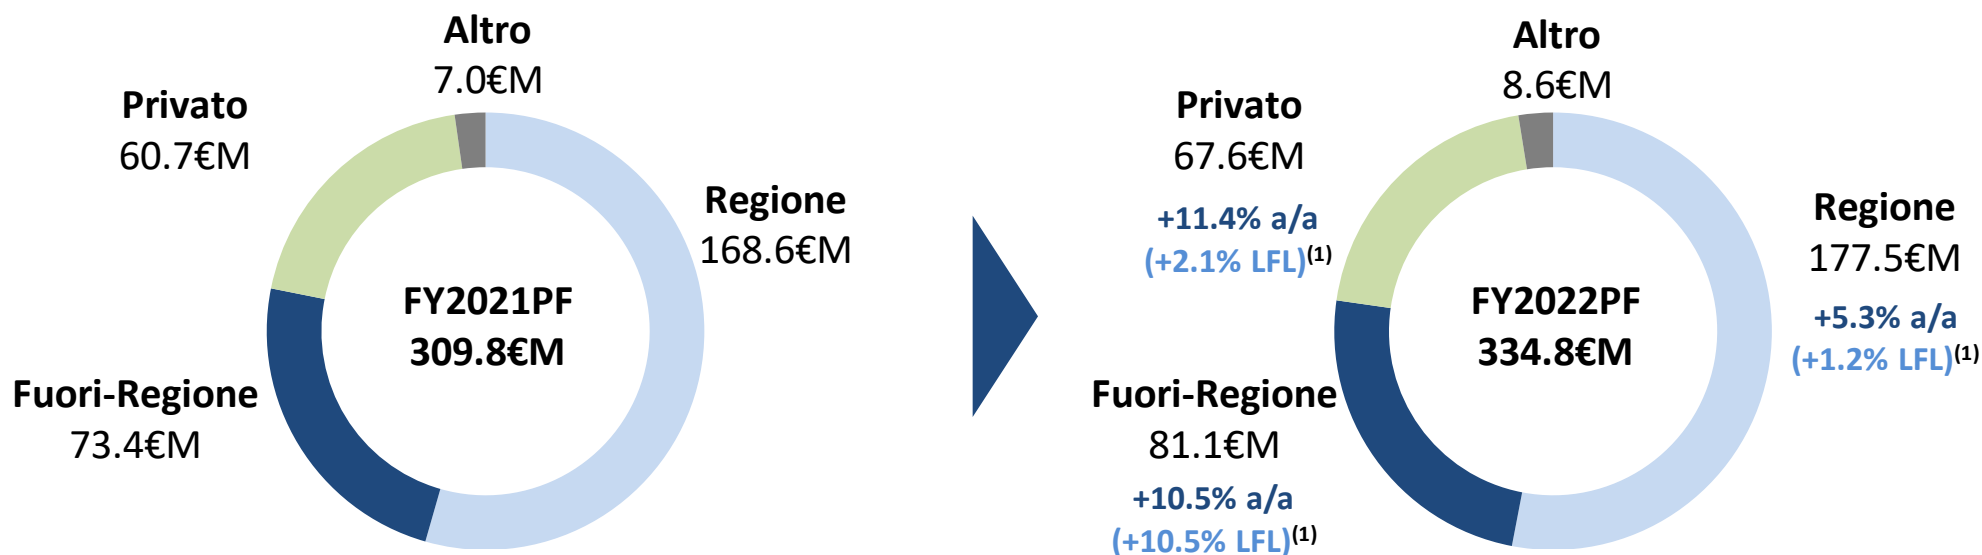 Altro
7.0€M
Privato
60.7€M
Regione
168.6€M
FY2021PF
309.8€M
Fuori-Regione
73.4€M
Altro
8.6€M
Privato
67.6€M
+11.4% a/a
(+2.1% LFL)(1)
Regione
177.5€M
+5.3% a/a
(+1.2% LFL)(1)
FY2022PF
334.8€M
Fuori-Regione
81.1€M
+10.5% a/a
(+10.5% LFL)(1)